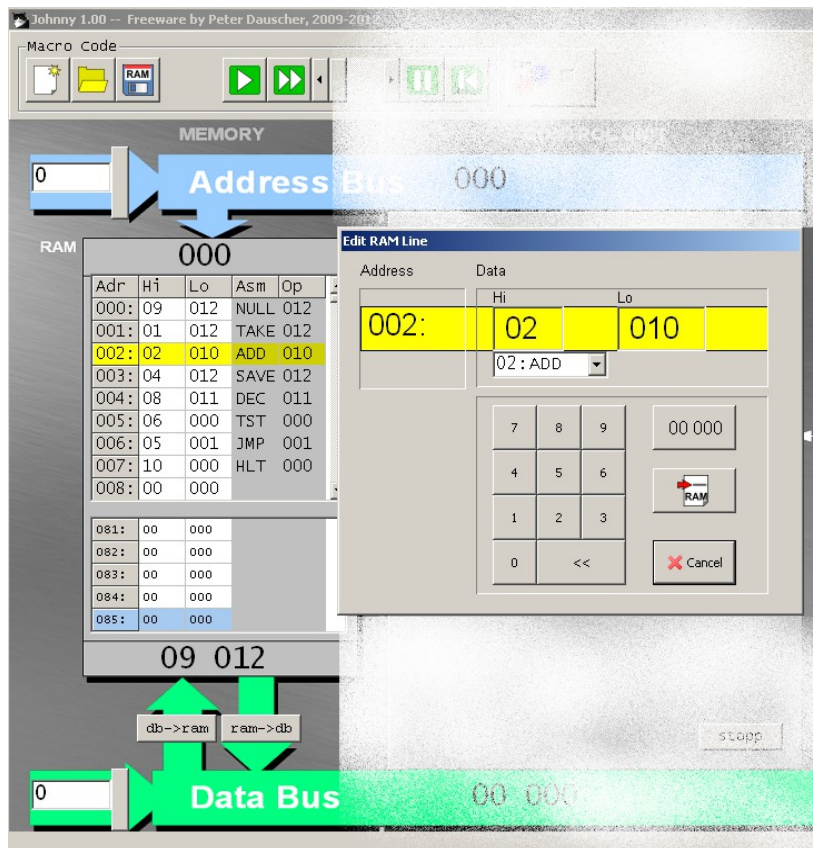 Johnny 1.00 -- Freeware by Peter Dauscher, 2009-2012
Macro Code
RAM
MEMORY
0
Address Bus 000
RAM
000
Adr Hi Lo Asm Op
000: 09 012 NULL 012
001: 01 012 TAKE 012
002: 02 010 ADD 010
003: 04 012 SAVE 012
004: 08 011 DEC 011
005: 06 000 TST 000
006: 05 001 JMP 001
007: 10 000 HLT 000
008: 00 000
081: 00 000
082: 00 000
083: 00 000
084: 00 000
085: 00 000
09 012
db->ram ram->db
Edit RAM Line
Address Data
Hi Lo
002: 02 010
02:ADD
7 8 9 00 000
4 5 6
RAM
1 2 3
0 << Cancel
stopp
0
Data Bus 00 000